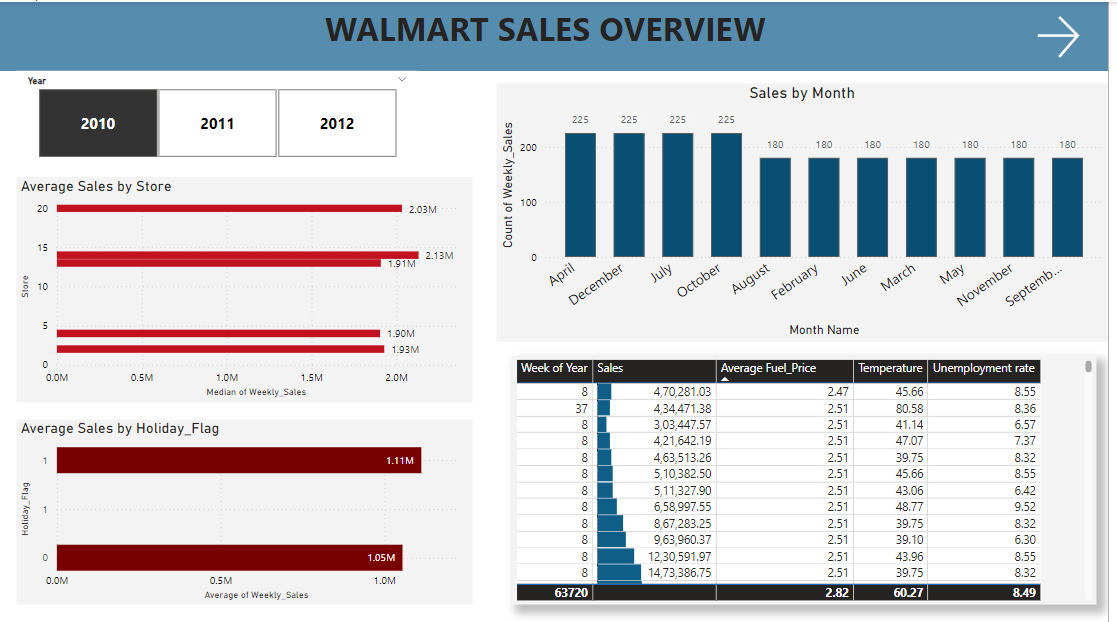 WALMART SALES OVERVIEW
Year
2010 2011 2012
Average Sales by Store
Store
20
15
10
5
0
2.03M
2.13M
1.91M
1.90M
1.93M
0.0M 0.5M 1.0M 1.5M 2.0M
Median of Weekly_Sales
Average Sales by Holiday_Flag
Holiday_Flag
1
1
0
1.11M
1.05M
0.0M 0.5M 1.0M
Average of Weekly_Sales
Sales by Month
Count of Weekly_Sales
200
100
0
225 225 225 225 180 180 180 180 180 180 180
April December July October August February June March May November Septemb...
Month Name
Week of Year Sales Average Fuel_Price Temperature Unemployment rate
8 4,70,281.03 2.47 45.66 8.55
37 4,34,471.38 2.51 80.58 8.36
8 3,03,447.57 2.51 41.14 6.57
8 4,21,642.19 2.51 47.07 7.37
8 4,63,513.26 2.51 39.75 8.32
8 5,10,382.50 2.51 45.66 8.55
8 5,11,327.90 2.51 43.06 6.42
8 6,58,997.55 2.51 48.77 9.52
8 8,67,283.25 2.51 39.75 8.32
8 9,63,960.37 2.51 39.10 6.30
8 12,30,591.97 2.51 43.96 8.55
8 14,73,386.75 2.51 39.75 8.32
63720 2.82 60.27 8.49